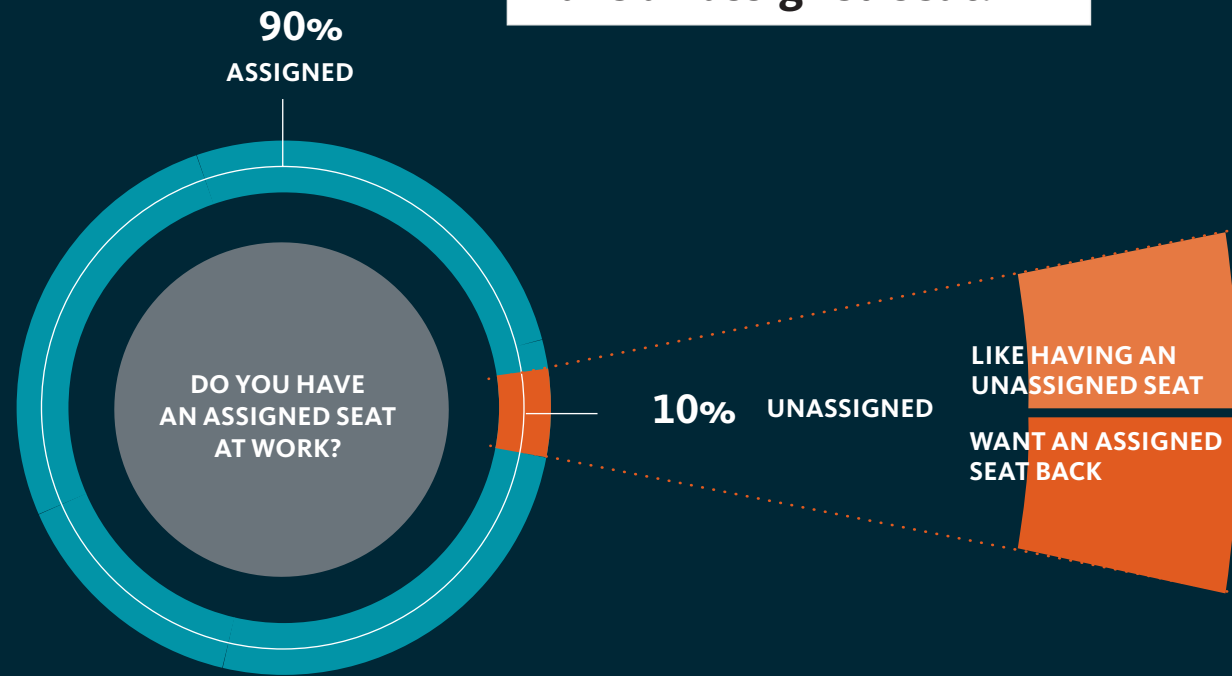 90%
ASSIGNED
DO YOU HAVE
AN ASSIGNED SEAT
AT WORK?
10% UNASSIGNED
LIKE HAVING AN
UNASSIGNED SEAT
WANT AN ASSIGNED
SEAT BACK